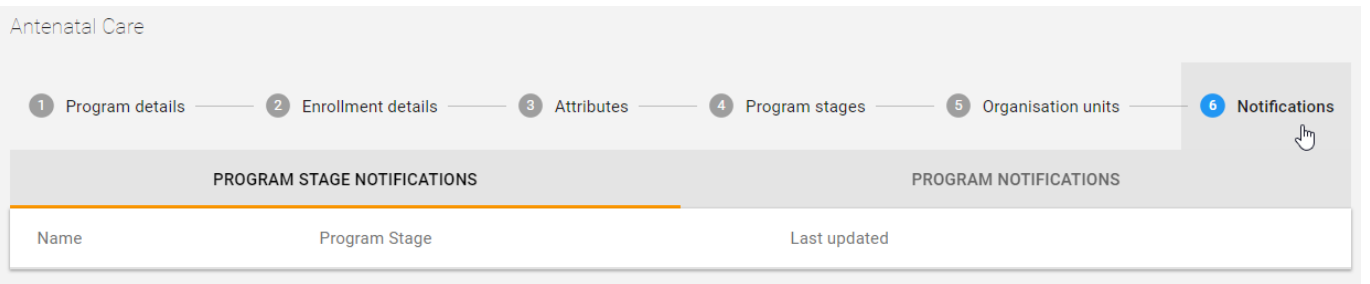 Antenatal Care
1 Program details 2 Enrollment details 3 Attributes 4 Program stages 5 Organisation units 6 Notifications
PROGRAM STAGE NOTIFICATIONS PROGRAM NOTIFICATIONS
Name Program Stage Last updated